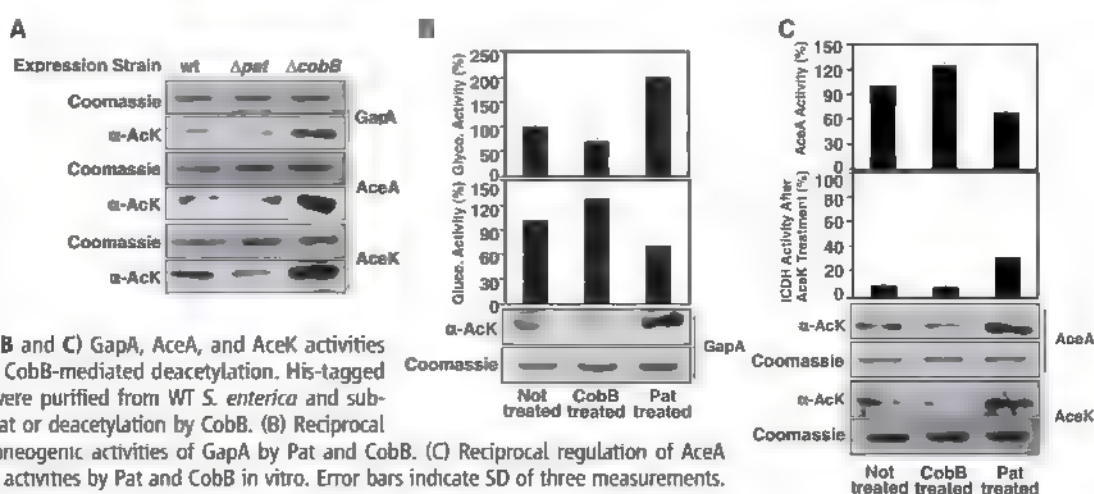 A
Expression Strain wt Δpat ΔcobB
Coomassie
α-AcK
GapA
Coomassie
α-AcK
AceA
Coomassie
α-AcK
AceK
Glyco. Activity (%)
250
200
150
100
50
0
Gluco. Activity (%)
150
120
90
60
30
0
α-AcK
Coomassie
GapA
Not treated
CobB treated
Pat treated
C
AceA Activity (%)
150
120
90
60
30
0
ICDH Activity After AceK Treatment (%)
100
80
60
40
20
0
α-AcK
Coomassie
AceA
α-AcK
Coomassie
AceK
Not treated
CobB treated
Pat treated
B and C) GapA, AceA, and AceK activities
CobB-mediated deacetylation. His-tagged
were purified from WT S. enterica and sub-
at or deacetylation by CobB. (B) Reciprocal
oneogenic activities of GapA by Pat and CobB. (C) Reciprocal regulation of AceA
activities by Pat and CobB in vitro. Error bars indicate SD of three measurements.